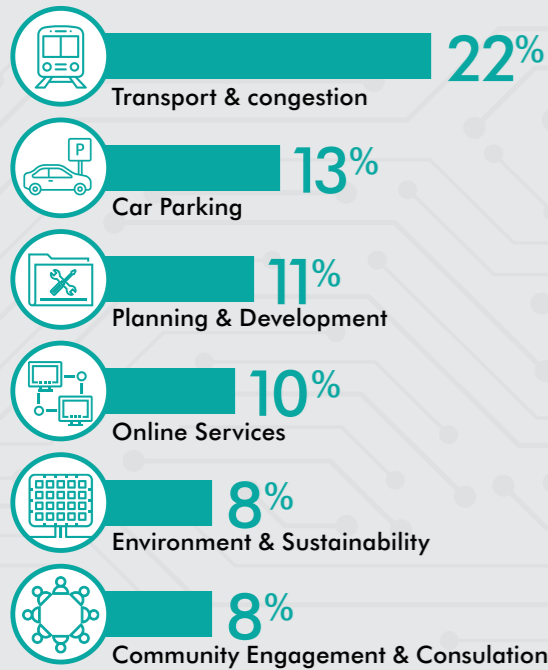 22%
Transport & congestion
P
13%
Car Parking
11%
Planning & Development
10%
Online Services
8%
Environment & Sustainability
8%
Community Engagement & Consulation